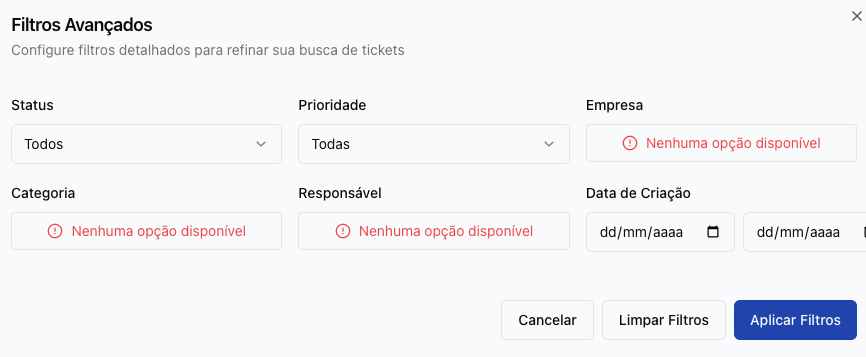 Filtros Avançados
Configure filtros detalhados para refinar sua busca de tickets
Status
Prioridade
Empresa
Todos
Todas
Nenhuma opção disponível
Categoria
Responsável
Data de Criação
Nenhuma opção disponível
Nenhuma opção disponível
dd/mm/aaaa
dd/mm/aaaa
Cancelar
Limpar Filtros
Aplicar Filtros